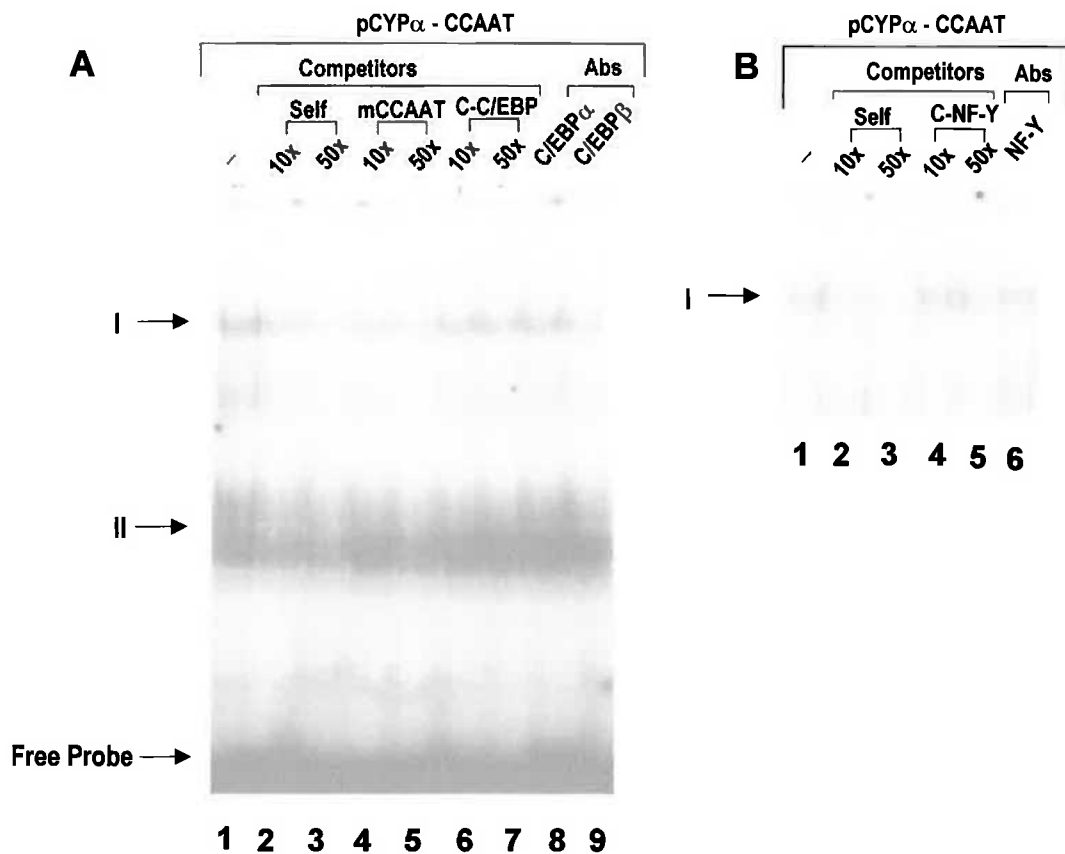 pCYPα - CCAAT
A
Competitors
Abs
Self
mCCAAT
C-C/EBP
–
10x
50x
10x
50x
10x
50x
C/EBPα
C/EBPβ
I
II
Free Probe
1 2 3 4 5 6 7 8 9
pCYPα - CCAAT
B
Competitors
Abs
Self
C-NF-Y
–
10x
50x
10x
50x
NF-Y
I
1 2 3 4 5 6